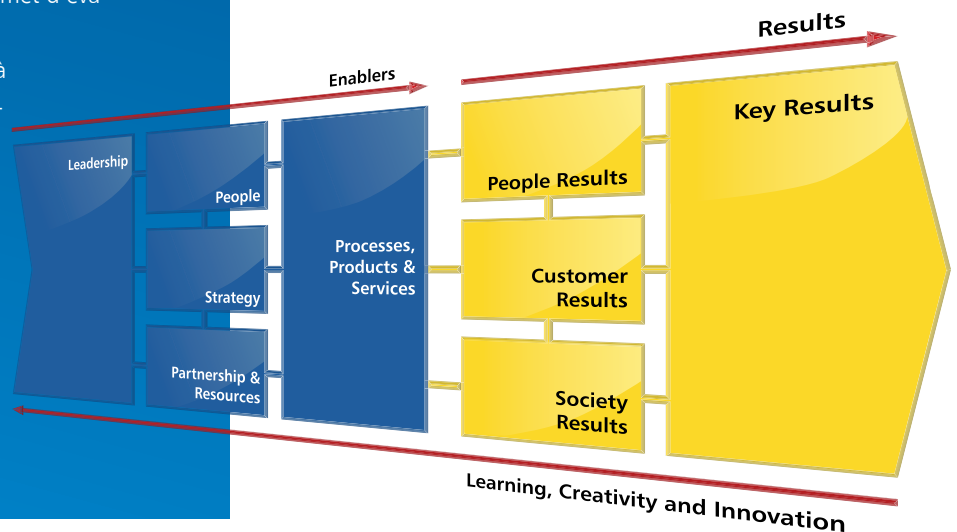 à
Enablers
Results
Leadership
People
Strategy
Partnership &
Resources
Processes,
Products &
Services
People Results
Customer
Results
Society
Results
Key Results
Learning, Creativity and Innovation